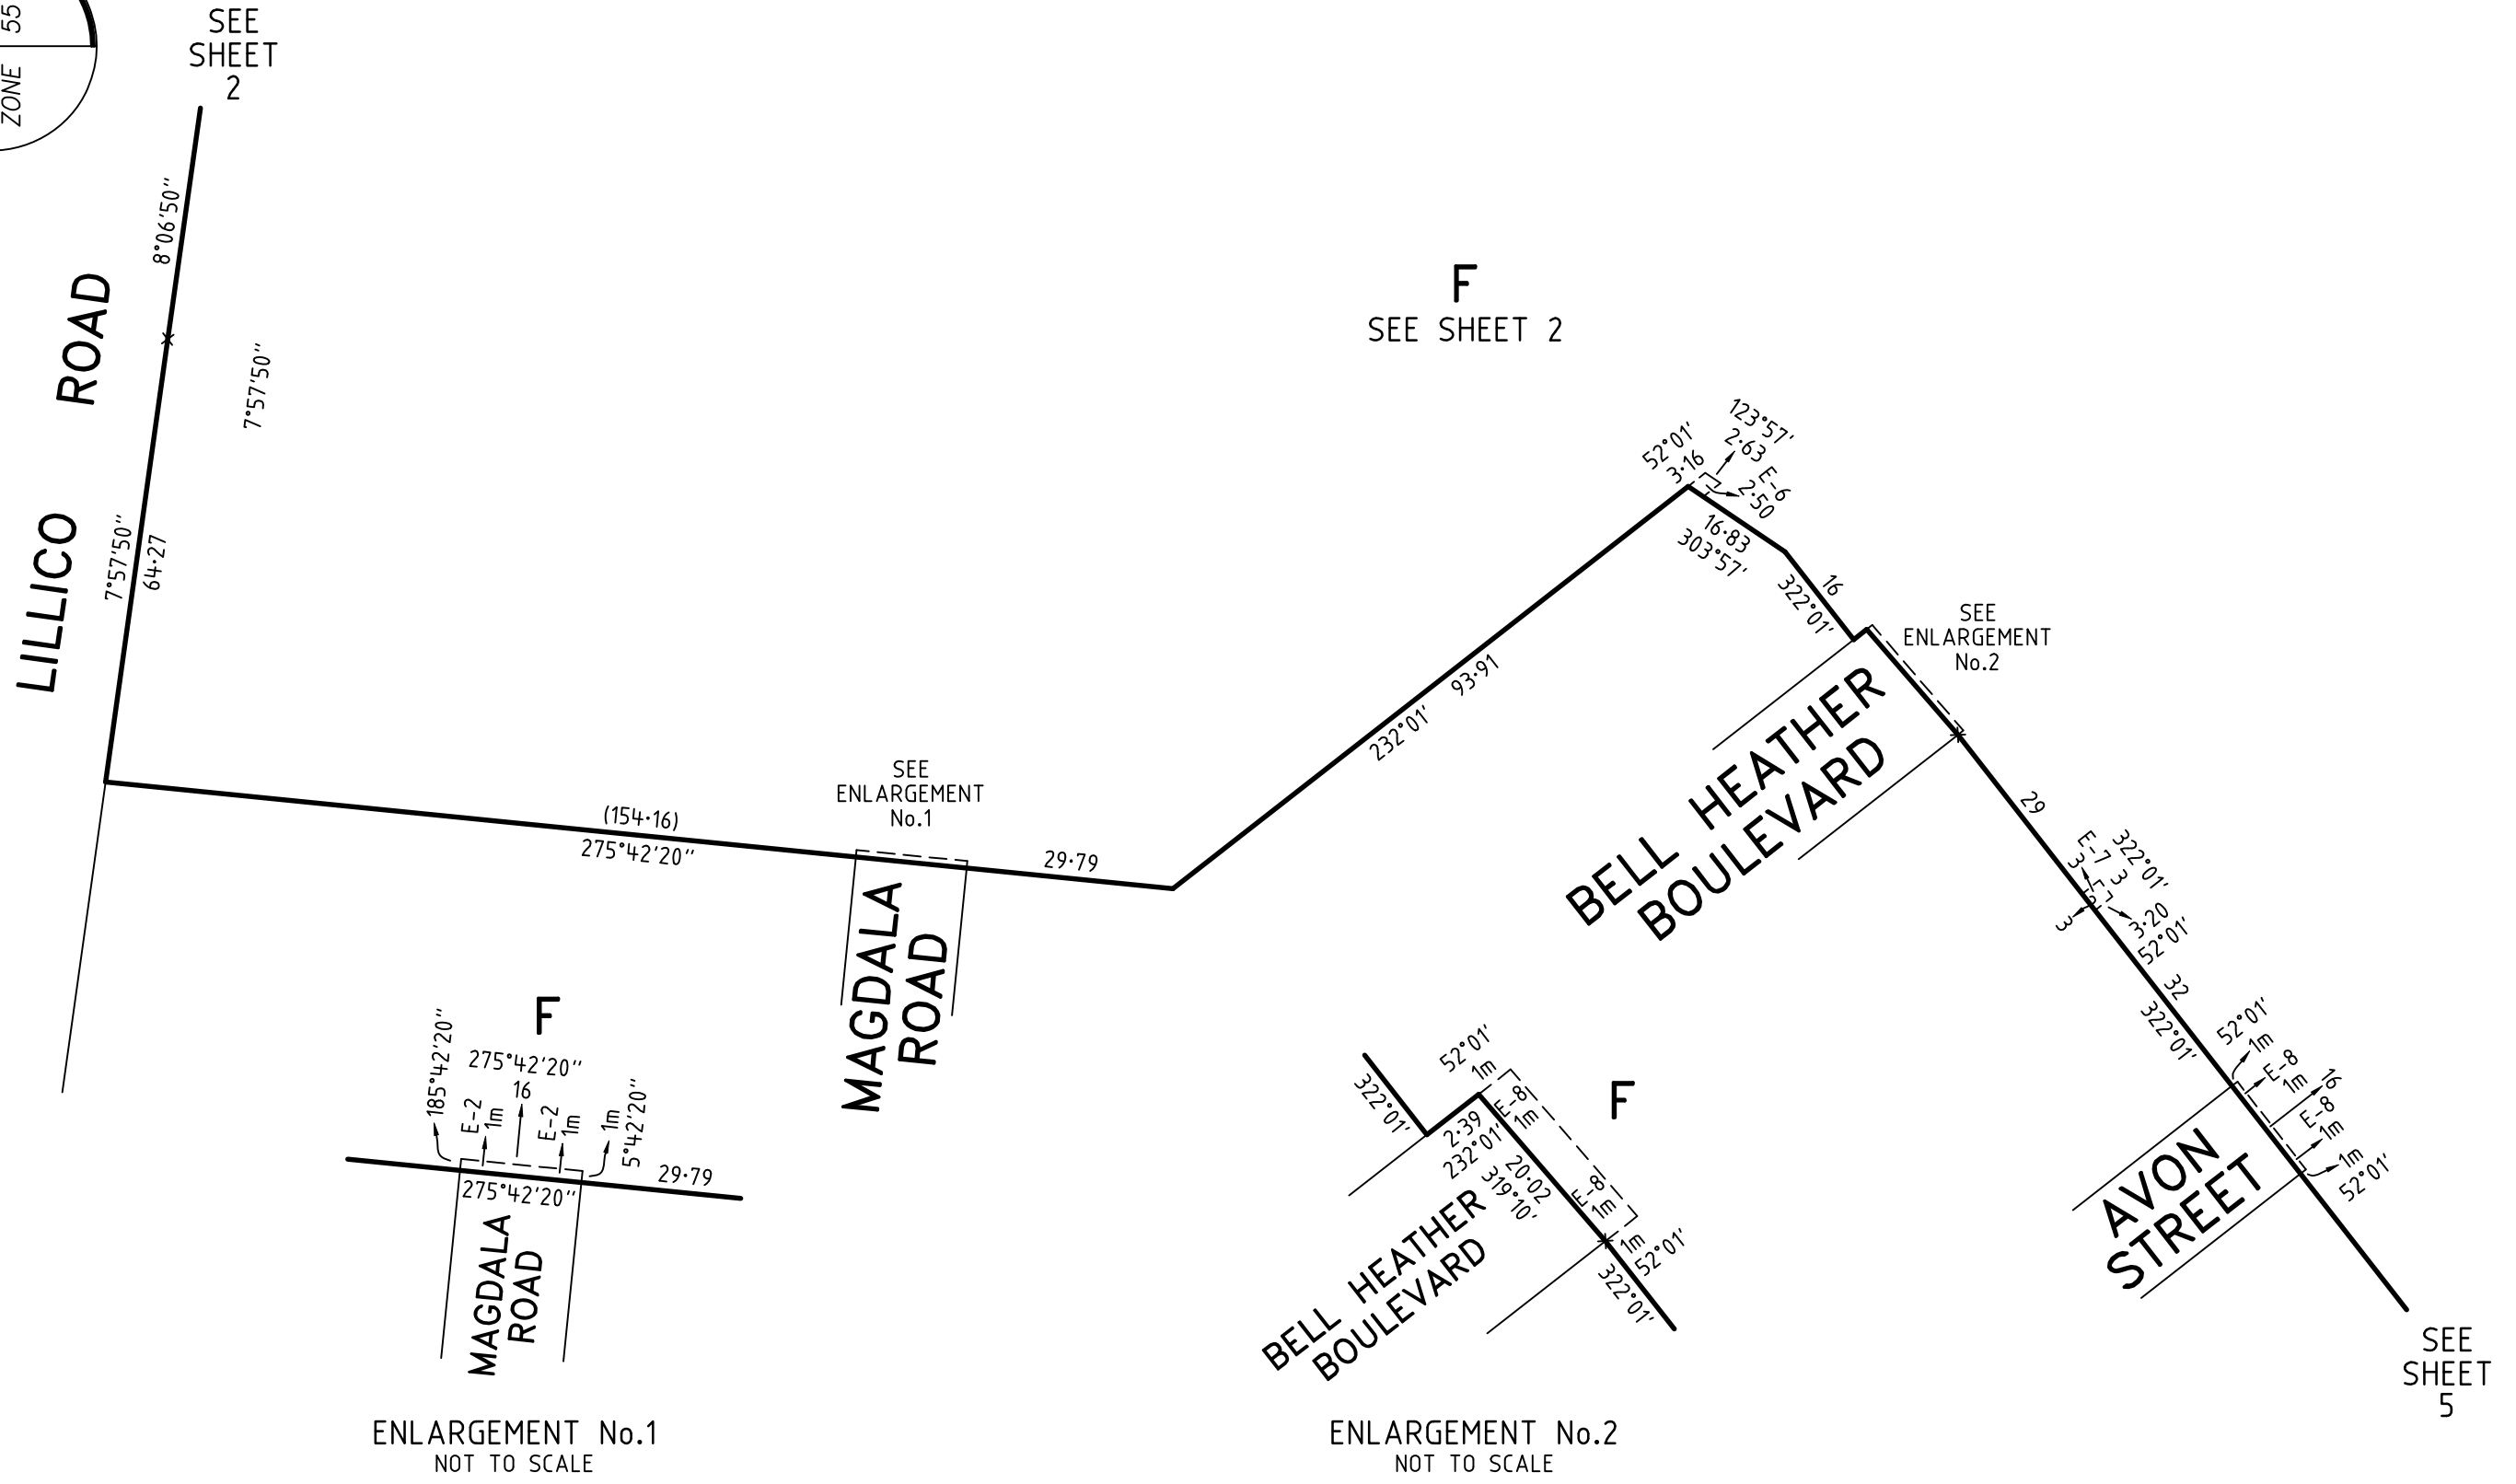 ZONE 55
SEE
SHEET
2
8°06'50"
7°57'50"
LILLICO ROAD
7°57'50"
64·27
F
SEE SHEET 2
(154·16)
275°42'20"
SEE
ENLARGEMENT
No.1
29·79
MAGDALA
ROAD
93·91
232°01'
52°01'
3·16
123°57'
2·63
E-6
2·50
16·83
303°57'
16
322°01'
SEE
ENLARGEMENT
No.2
BELL HEATHER
BOULEVARD
29
322°01'
E-7
3
3
3
3·20
52°01'
32
322°01'
52°01'
1m
E-8
1m
16
E-8
1m
1m
52°01'
AVON
STREET
SEE
SHEET
5
F
185°42'20"
275°42'20"
16
E-2
1m
E-2
1m
1m
5°42'20"
29·79
275°42'20"
MAGDALA
ROAD
ENLARGEMENT No.1
NOT TO SCALE
F
52°01'
1m
322°01'
E-8
1m
2·39
232°01'
20·02
319°10'
E-8
1m
1m
52°01'
322°01'
BELL HEATHER
BOULEVARD
ENLARGEMENT No.2
NOT TO SCALE